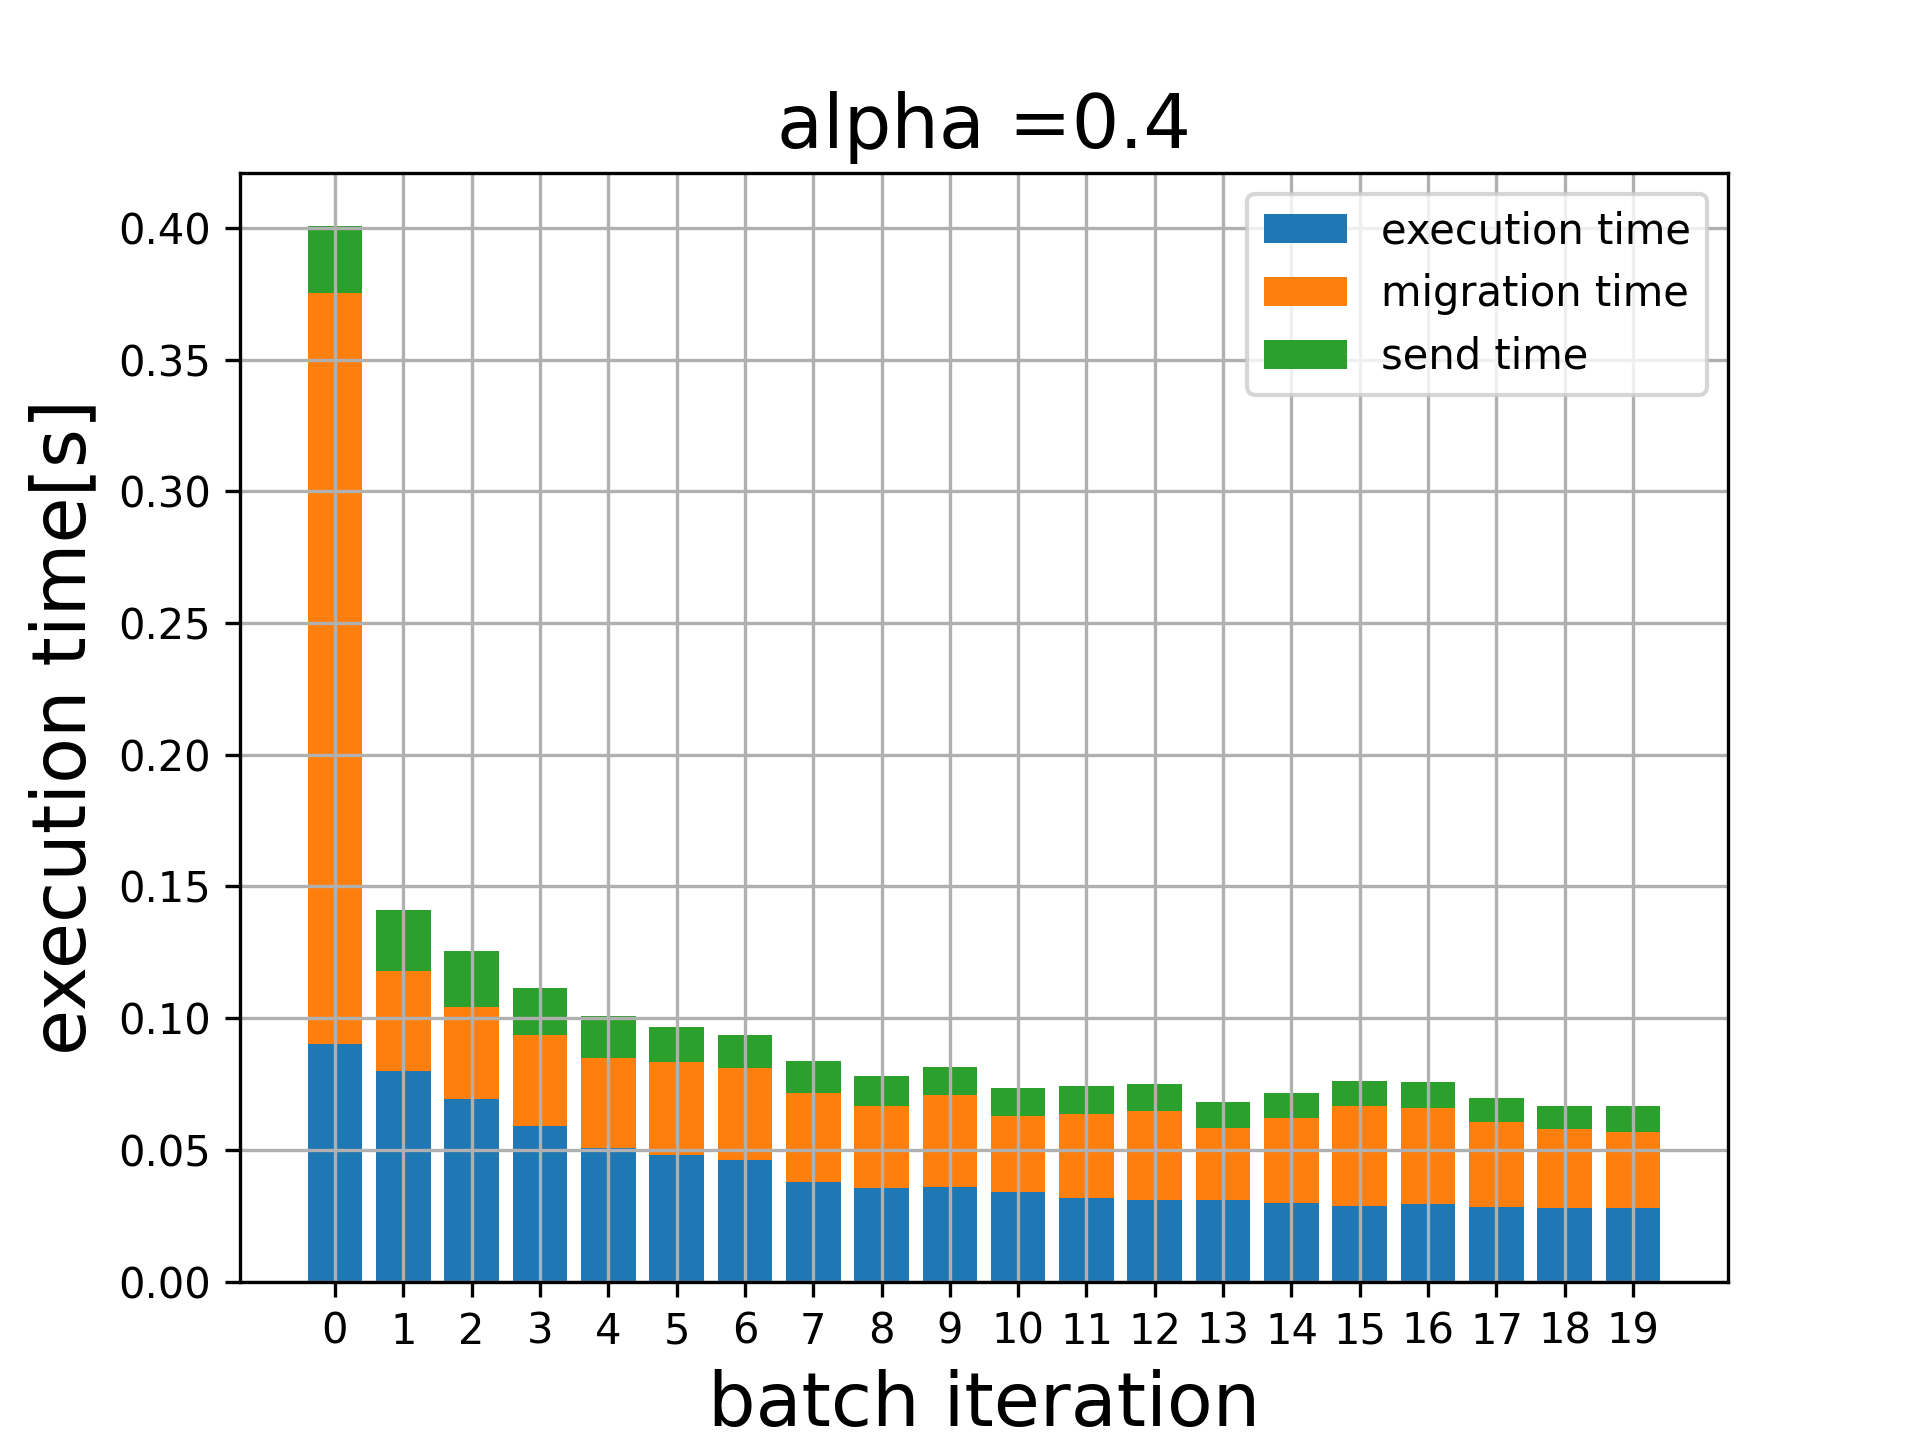 alpha =0.4
execution time
migration time
send time
execution time[s]
0.40
0.35
0.30
0.25
0.20
0.15
0.10
0.05
0.00
0 1 2 3 4 5 6 7 8 9 10 11 12 13 14 15 16 17 18 19
batch iteration